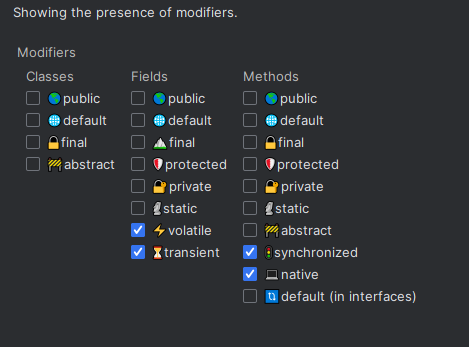 Showing the presence of modifiers.
Modifiers
Classes
public
default
final
abstract
Fields
public
default
final
protected
private
static
volatile
transient
Methods
public
default
final
protected
private
static
abstract
synchronized
native
default (in interfaces)